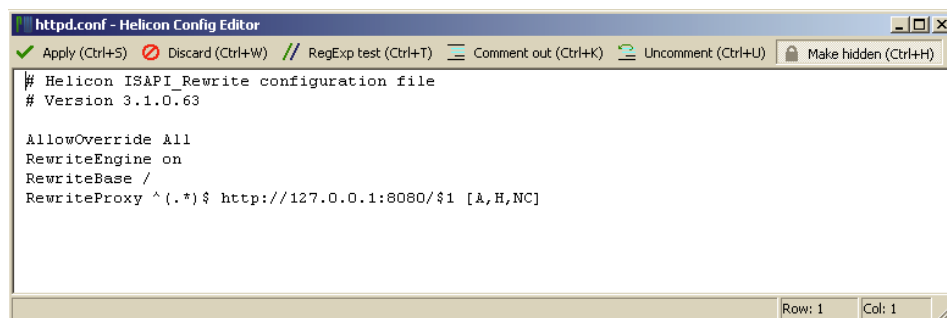 httpd.conf - Helicon Config Editor
Apply (Ctrl+S) Discard (Ctrl+W) RegExp test (Ctrl+T) Comment out (Ctrl+K) Uncomment (Ctrl+U) Make hidden (Ctrl+H)
# Helicon ISAPI_Rewrite configuration file
# Version 3.1.0.63
AllowOverride All
RewriteEngine on
RewriteBase /
RewriteProxy ^(.*)$ http://127.0.0.1:8080/$1 [A,H,NC]
Row: 1 Col: 1